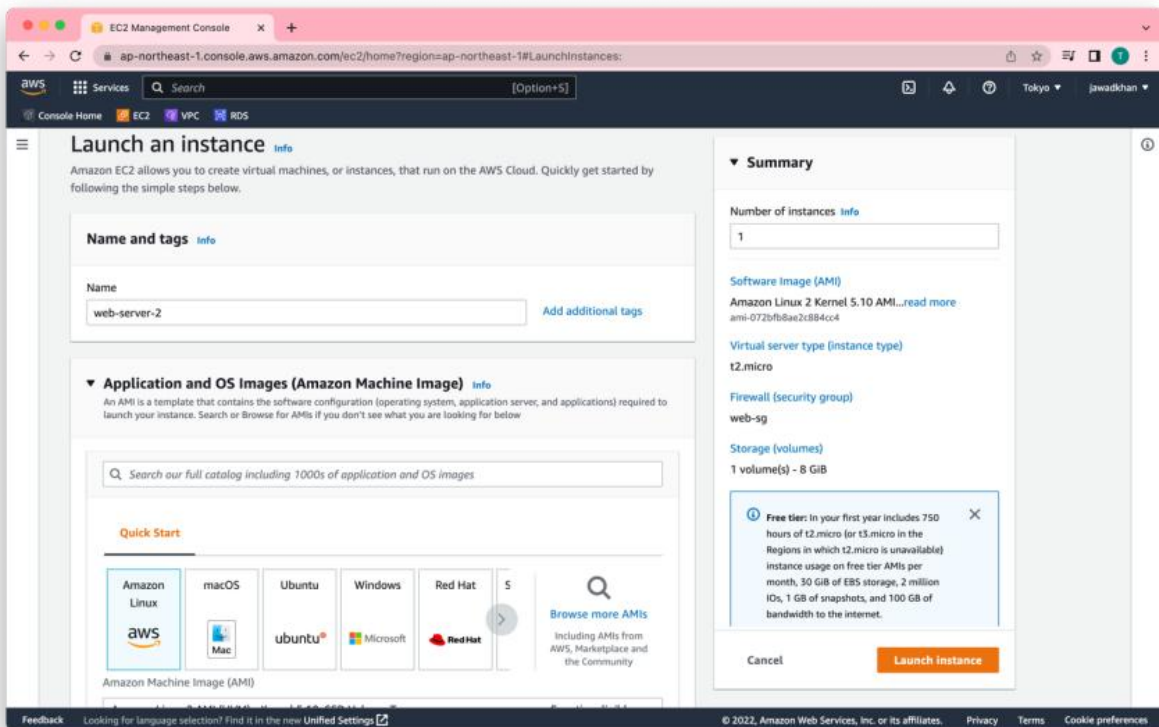 EC2 Management Console
ap-northeast-1.console.aws.amazon.com/ec2/home?region=ap-northeast-1#LaunchInstances:
T
aws
Services
Search
[Option+S]
Tokyo
jawadkhan
Console Home
EC2
VPC
RDS
Launch an instance Info
Amazon EC2 allows you to create virtual machines, or instances, that run on the AWS Cloud. Quickly get started by
following the simple steps below.
Name and tags Info
Name
web-server-2
Add additional tags
Application and OS Images (Amazon Machine Image) Info
An AMI is a template that contains the software configuration (operating system, application server, and applications) required to
launch your instance. Search or Browse for AMIs if you don't see what you are looking for below
Search our full catalog including 1000s of application and OS images
Quick Start
Amazon
Linux
aws
macOS
Mac
Ubuntu
ubuntu
Windows
Microsoft
Red Hat
Red Hat
S
Browse more AMIs
Including AMIs from
AWS, Marketplace and
the Community
Amazon Machine Image (AMI)
Summary
Number of instances Info
1
Software Image (AMI)
Amazon Linux 2 Kernel 5.10 AMI...read more
ami-072bfb8ae2c884cc4
Virtual server type (instance type)
t2.micro
Firewall (security group)
web-sg
Storage (volumes)
1 volume(s) - 8 GiB
Free tier: In your first year includes 750
hours of t2.micro (or t3.micro in the
Regions in which t2.micro is unavailable)
instance usage on free tier AMIs per
month, 30 GiB of EBS storage, 2 million
IOs, 1 GB of snapshots, and 100 GB of
bandwidth to the internet.
Cancel
Launch instance
Feedback
Looking for language selection? Find it in the new Unified Settings
© 2022, Amazon Web Services, Inc. or its affiliates.
Privacy
Terms
Cookie preferences